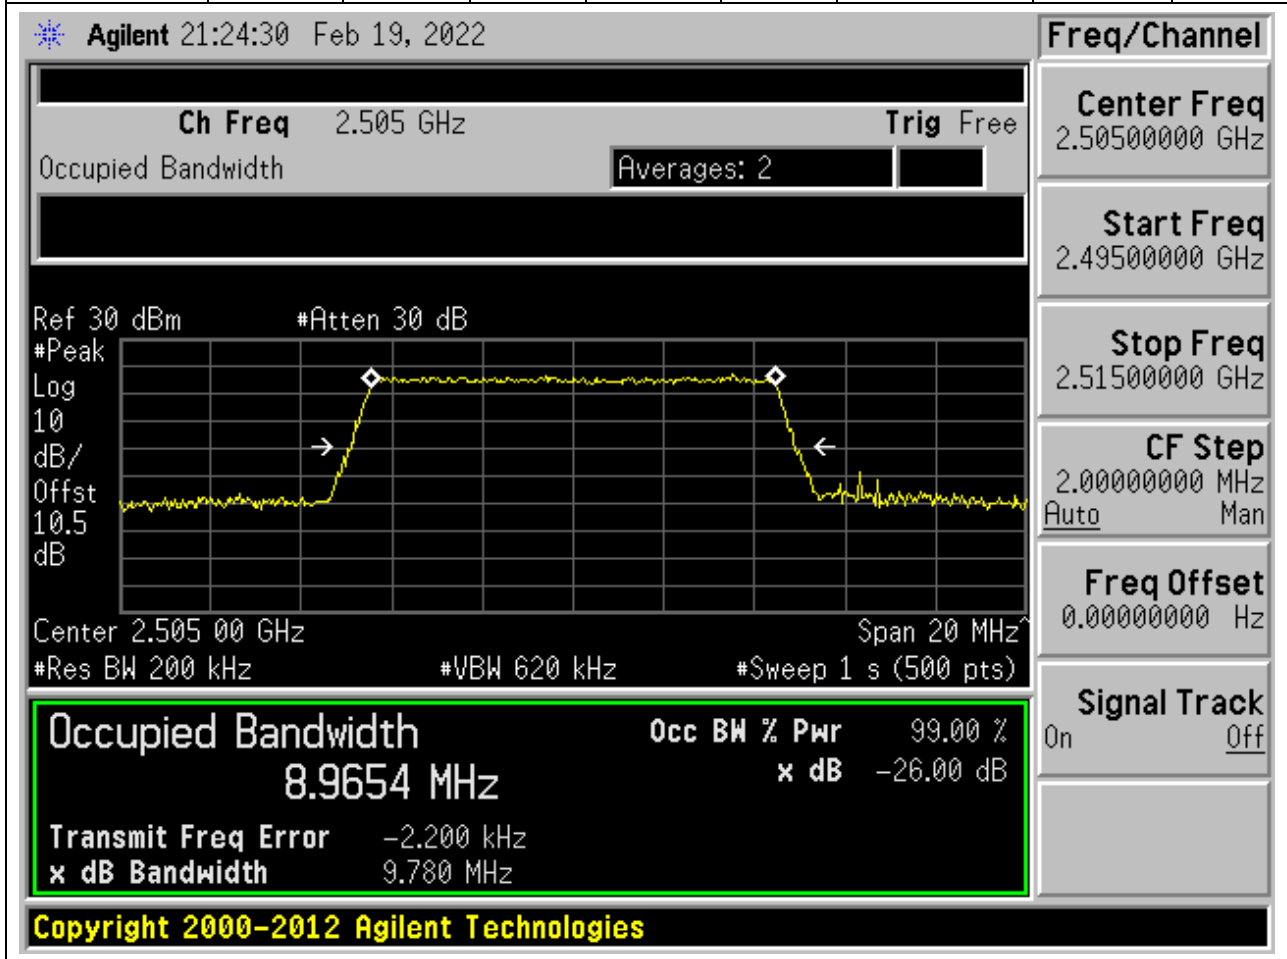 Agilent 21:24:30 Feb 19, 2022
Freq/Channel
Ch Freq 2.505 GHz Trig Free
Occupied Bandwidth Averages: 2
Ref 30 dBm #Atten 30 dB
#Peak
Log
10
dB/
Offst
10.5
dB
Center 2.505 00 GHz Span 20 MHz^
#Res BW 200 kHz #VBW 620 kHz #Sweep 1 s (500 pts)
Occupied Bandwidth Occ BW % Pwr 99.00 %
8.9654 MHz x dB -26.00 dB
Transmit Freq Error -2.200 kHz
x dB Bandwidth 9.780 MHz
Copyright 2000-2012 Agilent Technologies
Center Freq
2.50500000 GHz
Start Freq
2.49500000 GHz
Stop Freq
2.51500000 GHz
CF Step
2.00000000 MHz
Auto Man
Freq Offset
0.00000000 Hz
Signal Track
On Off